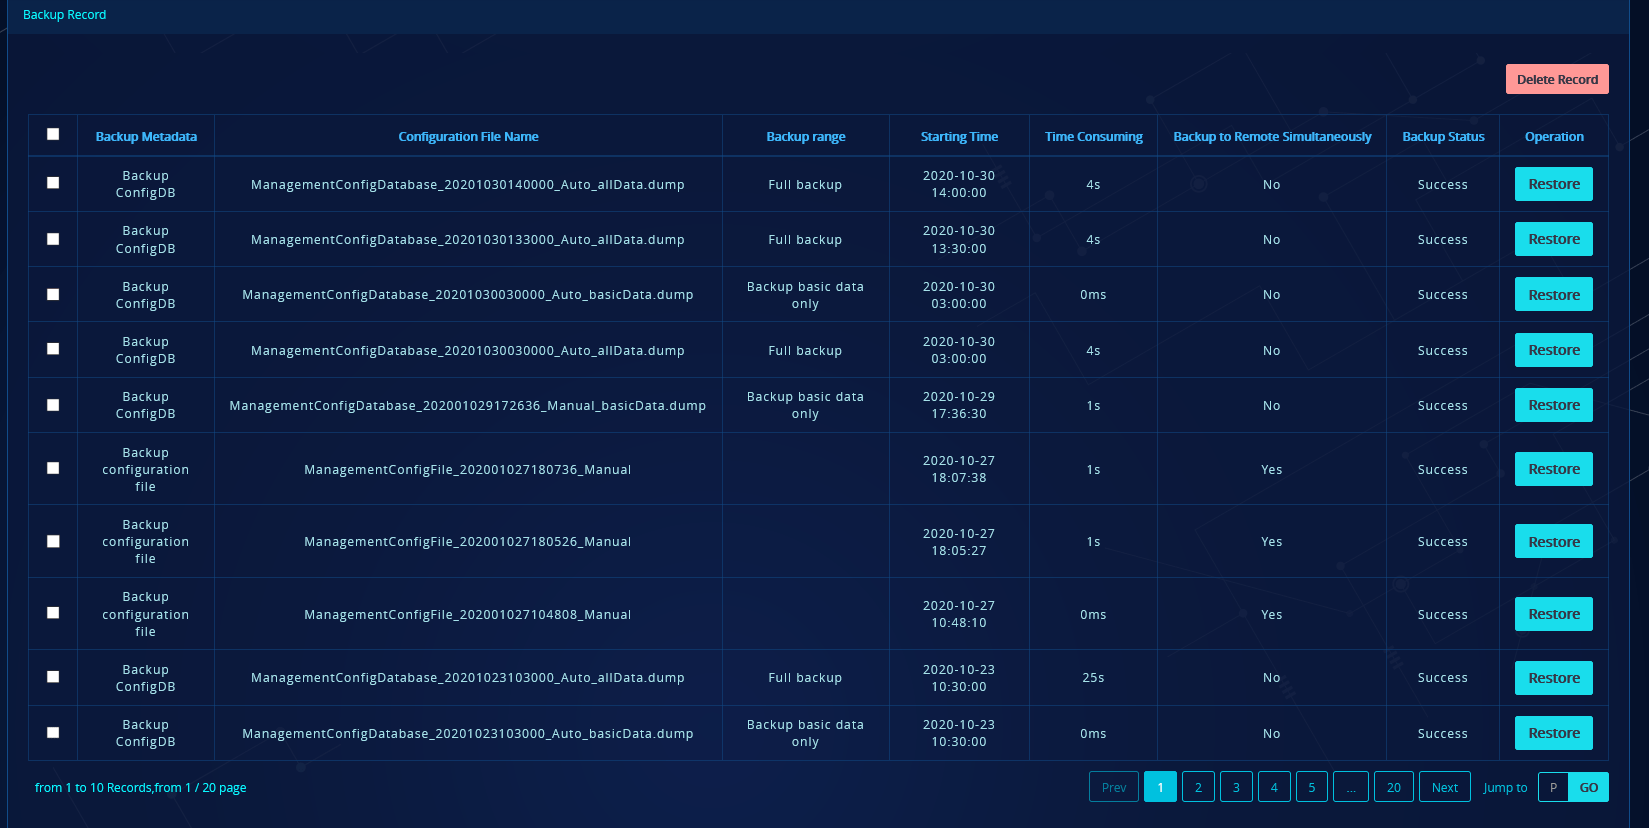 Backup Record
Delete Record
Backup Metadata Configuration File Name Backup range Starting Time Time Consuming Backup to Remote Simultaneously Backup Status Operation
Backup ConfigDB ManagementConfigDatabase_20201030140000_Auto_allData.dump Full backup 2020-10-30 14:00:00 4s No Success Restore
Backup ConfigDB ManagementConfigDatabase_20201030133000_Auto_allData.dump Full backup 2020-10-30 13:30:00 4s No Success Restore
Backup ConfigDB ManagementConfigDatabase_20201030030000_Auto_basicData.dump Backup basic data only 2020-10-30 03:00:00 0ms No Success Restore
Backup ConfigDB ManagementConfigDatabase_20201030030000_Auto_allData.dump Full backup 2020-10-30 03:00:00 4s No Success Restore
Backup ConfigDB ManagementConfigDatabase_202001029172636_Manual_basicData.dump Backup basic data only 2020-10-29 17:36:30 1s No Success Restore
Backup configuration file ManagementConfigFile_202001027180736_Manual 2020-10-27 18:07:38 1s Yes Success Restore
Backup configuration file ManagementConfigFile_202001027180526_Manual 2020-10-27 18:05:27 1s Yes Success Restore
Backup configuration file ManagementConfigFile_202001027104808_Manual 2020-10-27 10:48:10 0ms Yes Success Restore
Backup ConfigDB ManagementConfigDatabase_20201023103000_Auto_allData.dump Full backup 2020-10-23 10:30:00 25s No Success Restore
Backup ConfigDB ManagementConfigDatabase_20201023103000_Auto_basicData.dump Backup basic data only 2020-10-23 10:30:00 0ms No Success Restore
from 1 to 10 Records,from 1 / 20 page Prev 1 2 3 4 5 ... 20 Next Jump to P GO